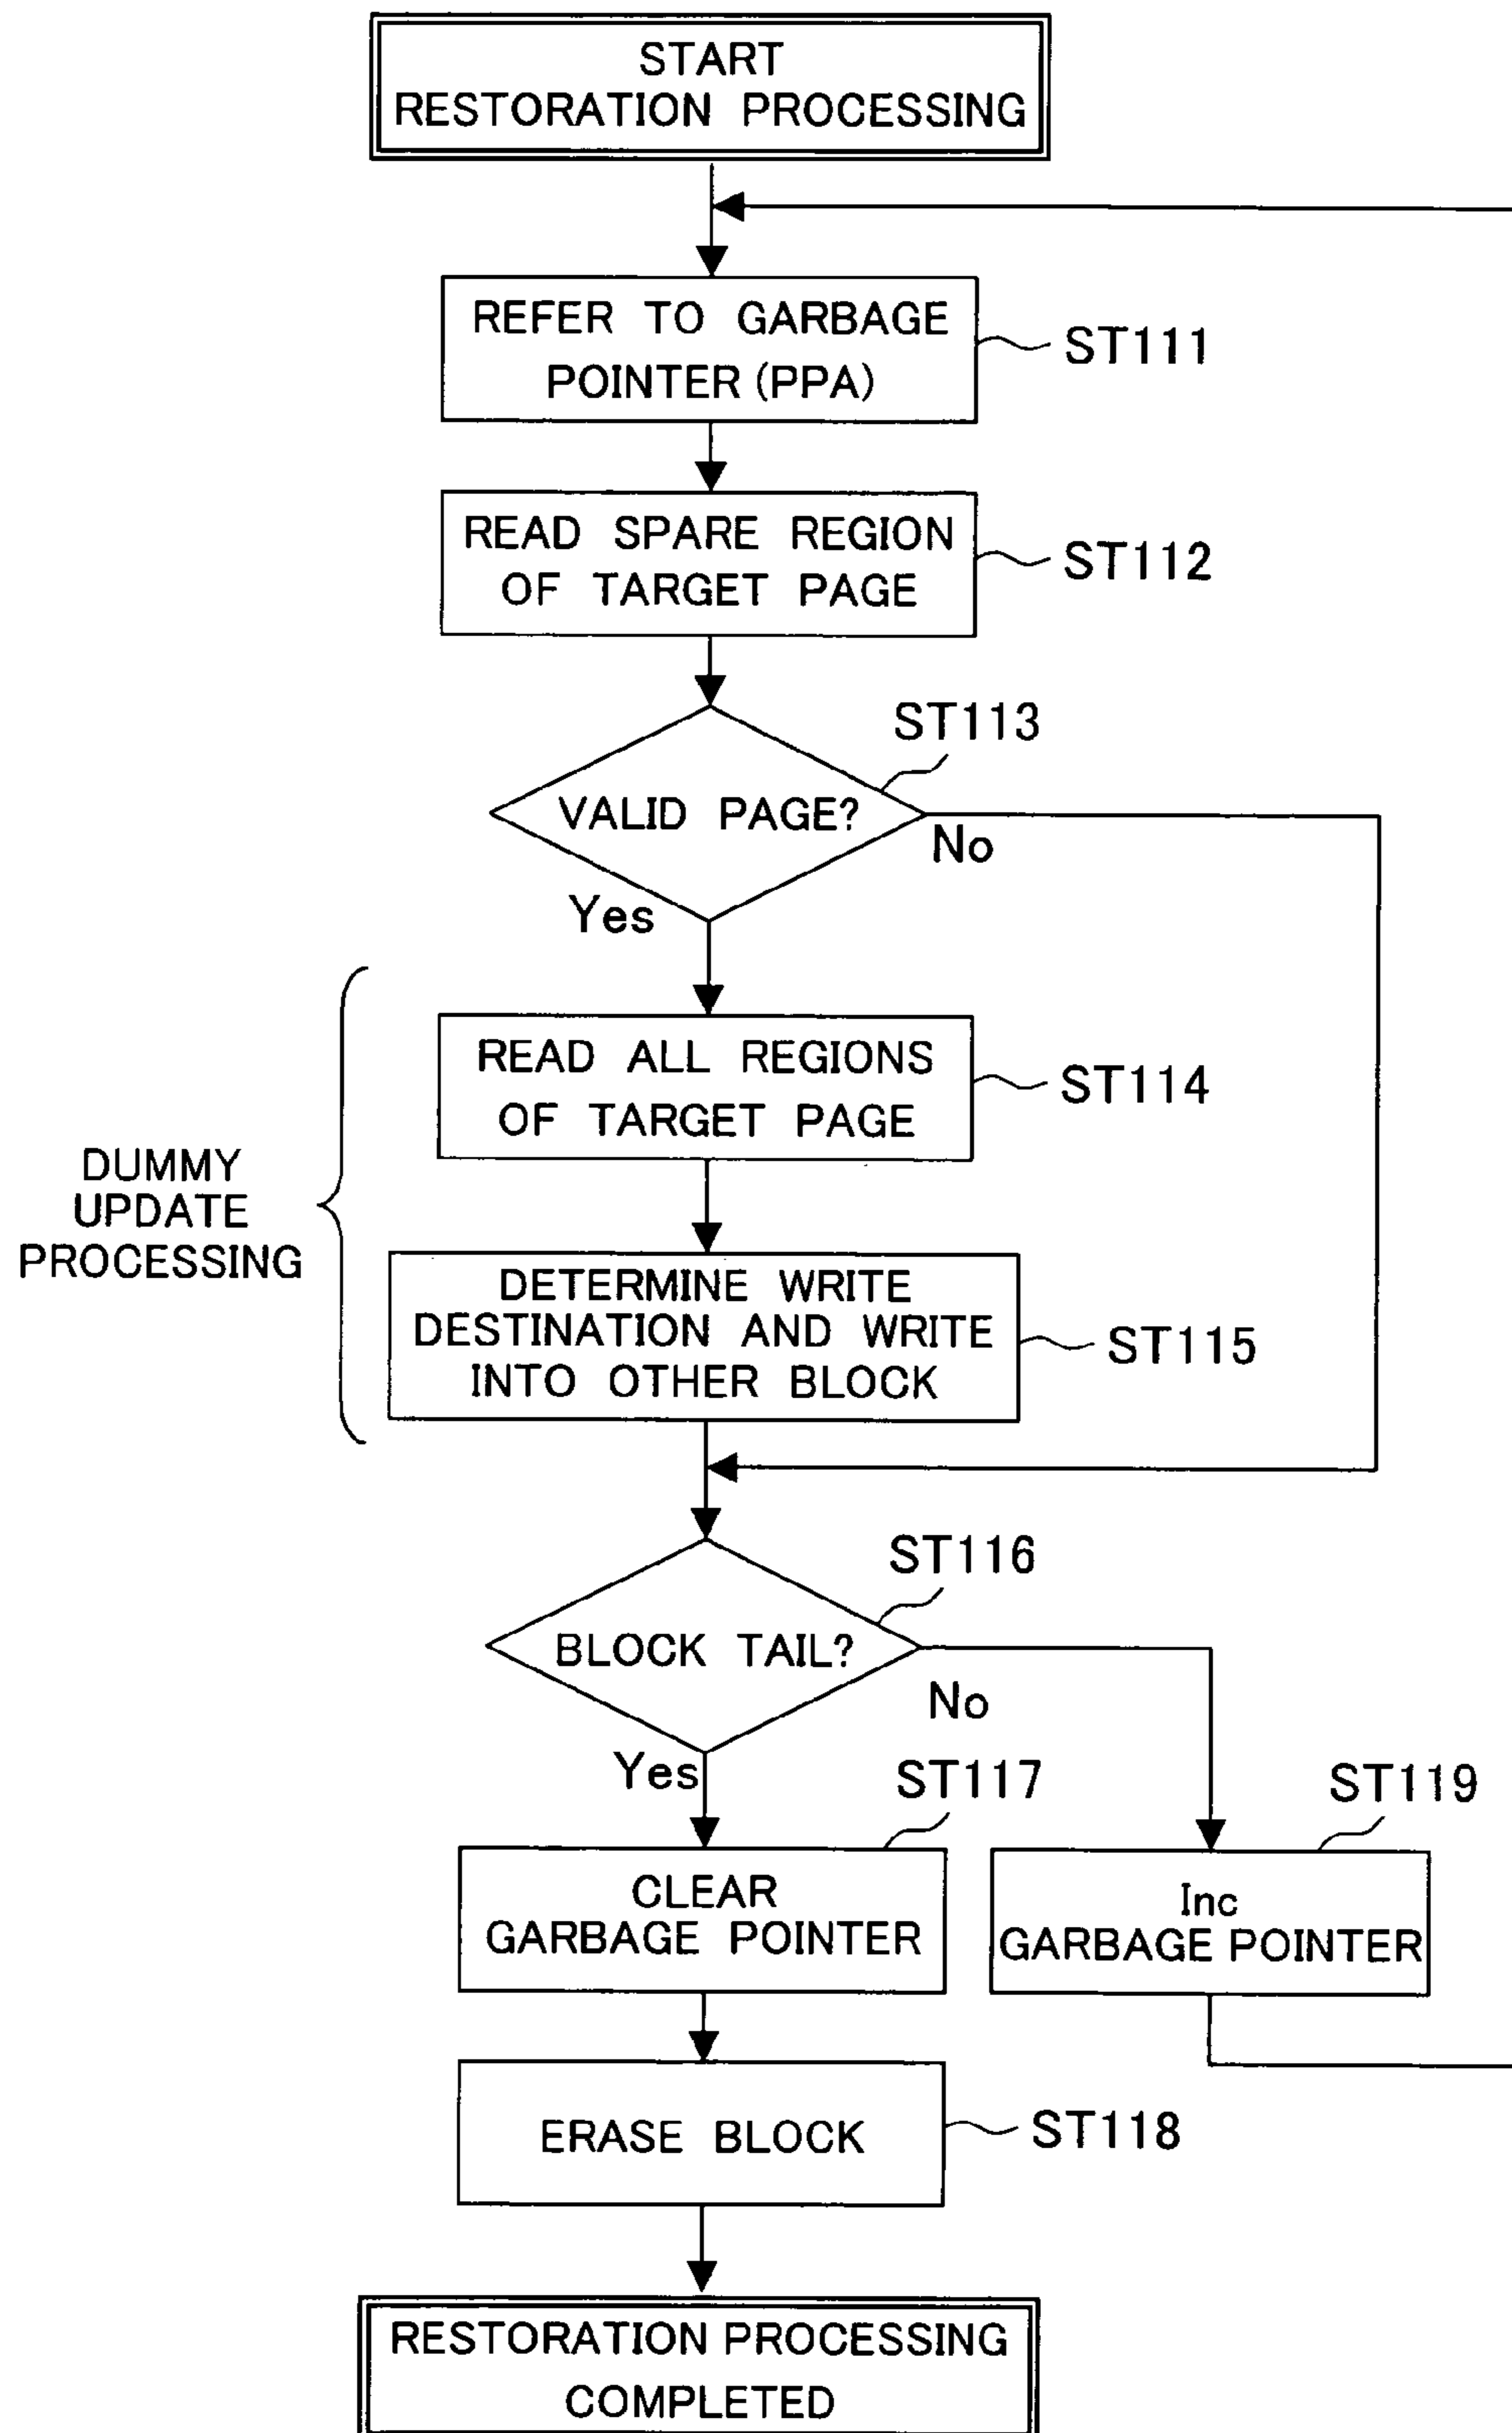 START
RESTORATION PROCESSING
REFER TO GARBAGE
POINTER (PPA)
ST111
READ SPARE REGION
OF TARGET PAGE
ST112
ST113
VALID PAGE?
No
Yes
READ ALL REGIONS
OF TARGET PAGE
ST114
DUMMY
UPDATE
PROCESSING
DETERMINE WRITE
DESTINATION AND WRITE
INTO OTHER BLOCK
ST115
ST116
BLOCK TAIL?
No
Yes
ST117
ST119
CLEAR
GARBAGE POINTER
Inc
GARBAGE POINTER
ERASE BLOCK
ST118
RESTORATION PROCESSING
COMPLETED